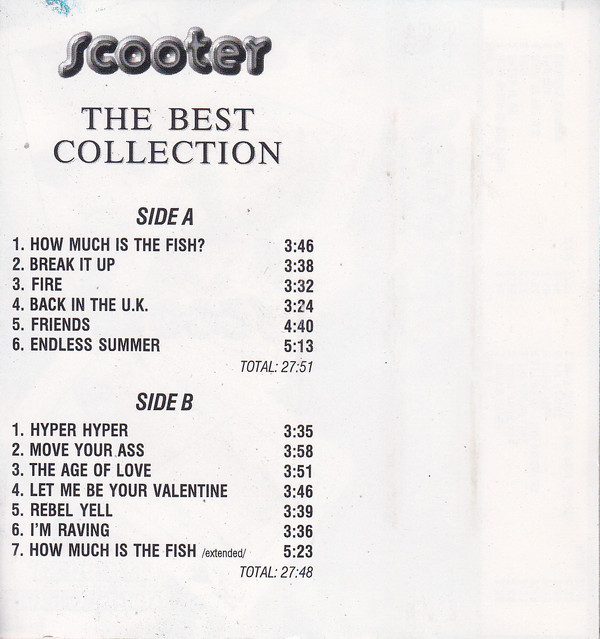 scooter
THE BEST
COLLECTION
SIDE A
1. HOW MUCH IS THE FISH? 3:46
2. BREAK IT UP 3:38
3. FIRE 3:32
4. BACK IN THE U.K. 3:24
5. FRIENDS 4:40
6. ENDLESS SUMMER 5:13
TOTAL: 27:51
SIDE B
1. HYPER HYPER 3:35
2. MOVE YOUR ASS 3:58
3. THE AGE OF LOVE 3:51
4. LET ME BE YOUR VALENTINE 3:46
5. REBEL YELL 3:39
6. I'M RAVING 3:36
7. HOW MUCH IS THE FISH /extended/ 5:23
TOTAL: 27:48